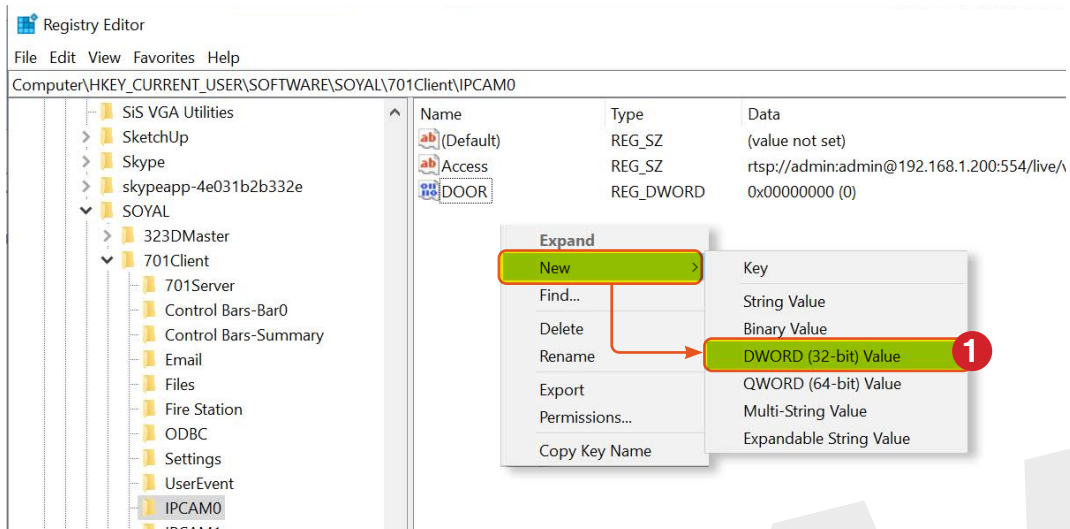 Registry Editor
File Edit View Favorites Help
Computer\HKEY_CURRENT_USER\SOFTWARE\SOYAL\701Client\IPCAM0
SiS VGA Utilities
SketchUp
Skype
skypeapp-4e031b2b332e
SOYAL
323DMaster
701Client
701Server
Control Bars-Bar0
Control Bars-Summary
Email
Files
Fire Station
ODBC
Settings
UserEvent
IPCAM0
Name Type Data
(Default) REG_SZ (value not set)
Access REG_SZ rtsp://admin:admin@192.168.1.200:554/live/
DOOR REG_DWORD 0x00000000 (0)
Expand
New
Find...
Delete
Rename
Export
Permissions...
Copy Key Name
Key
String Value
Binary Value
DWORD (32-bit) Value
1
QWORD (64-bit) Value
Multi-String Value
Expandable String Value